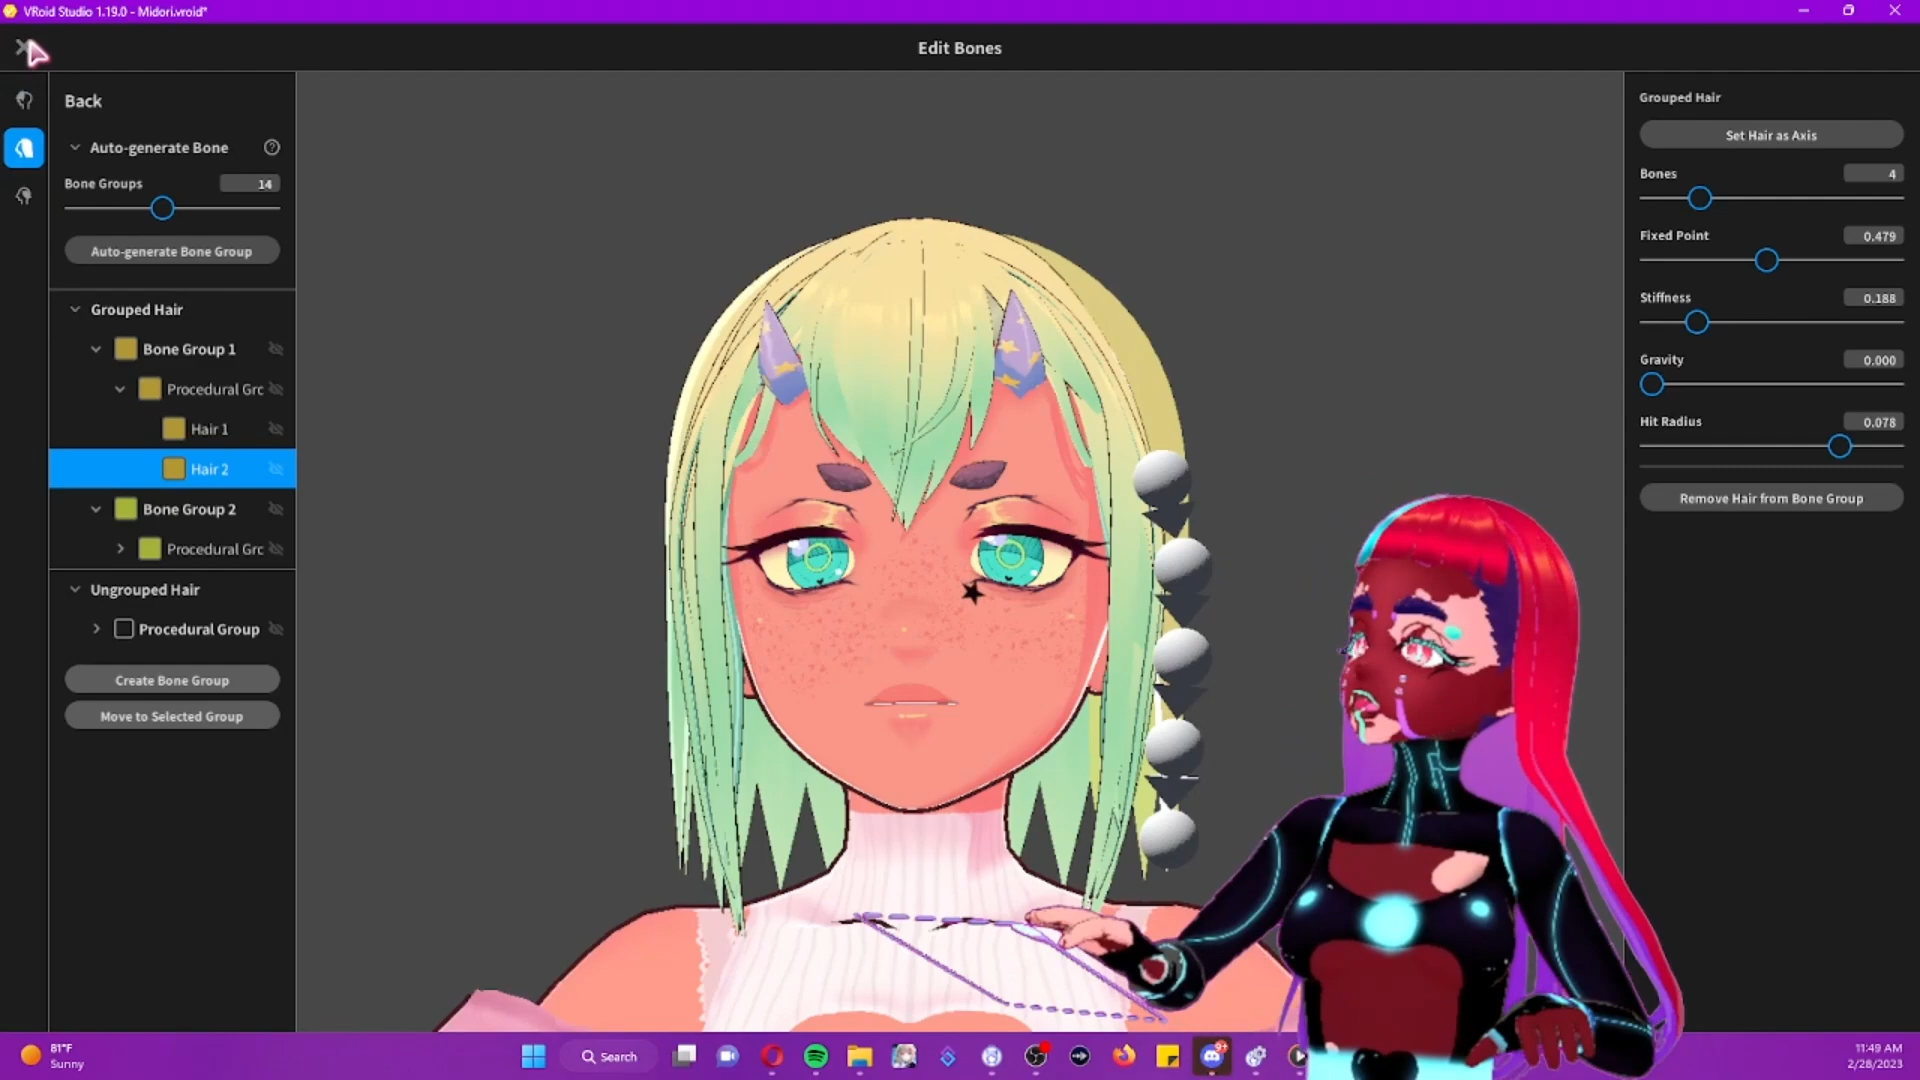 VRoid Studio 1.19.0 - Midori.vroid*
Edit Bones
Back
Auto-generate Bone
Bone Groups 14
Auto-generate Bone Group
Grouped Hair
Bone Group 1
Procedural Grc
Hair 1
Hair 2
Bone Group 2
Procedural Grc
Ungrouped Hair
Procedural Group
Create Bone Group
Move to Selected Group
Grouped Hair
Set Hair as Axis
Bones 4
Fixed Point 0.479
Stiffness 0.188
Gravity 0.000
Hit Radius 0.078
Remove Hair from Bone Group
81°F
Sunny
Search
9+
11:49 AM
2/28/2023